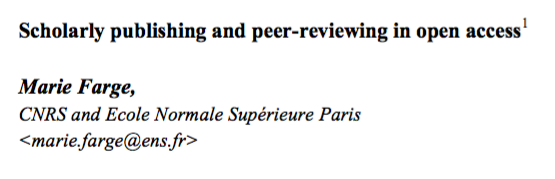 Scholarly publishing and peer-reviewing in open access1
Marie Farge,
CNRS and Ecole Normale Supérieure Paris
<marie.farge@ens.fr>